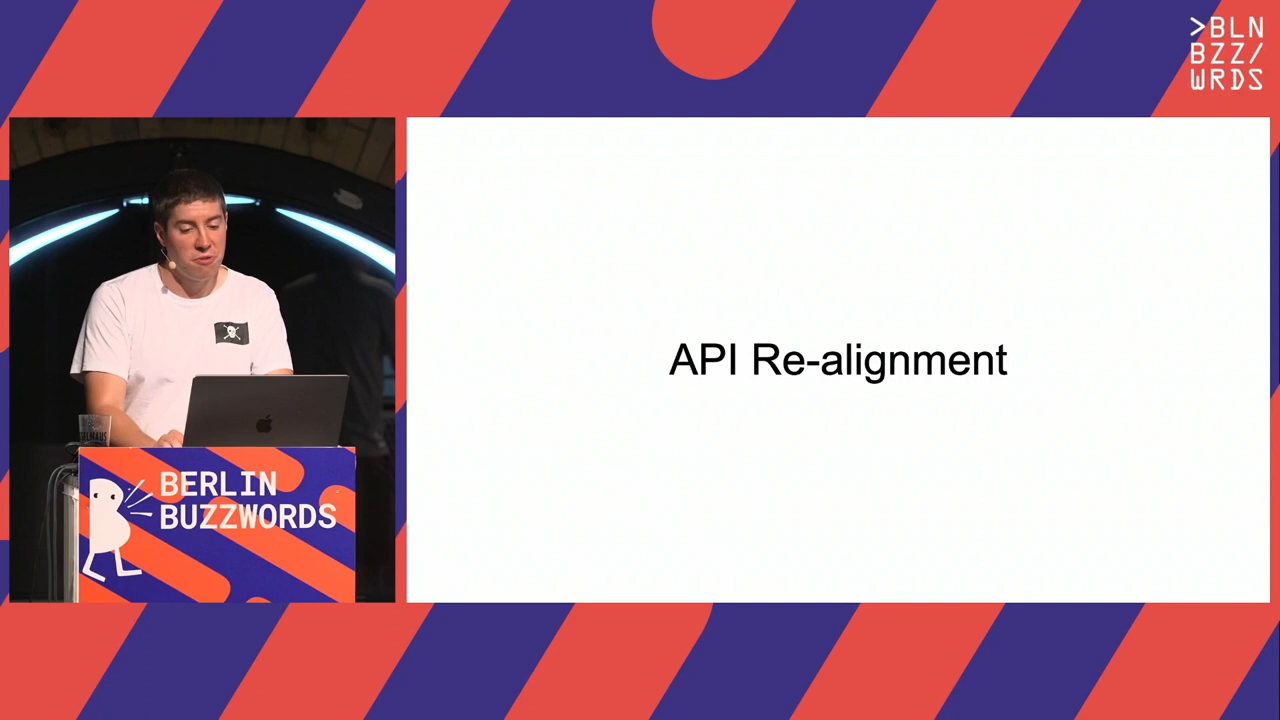 >BLN
BZZ/
WRDS
API Re-alignment
BERLIN
BUZZWORDS